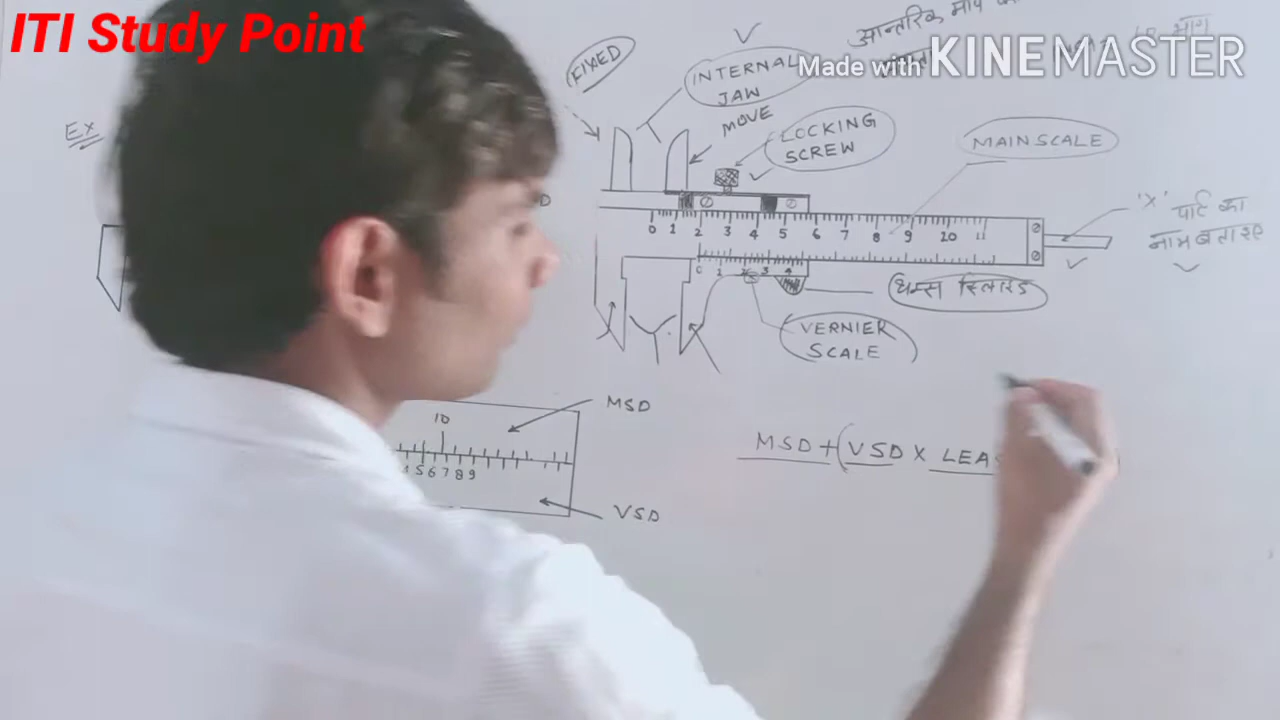 ITI Study Point
Made with KINEMASTER
आन्तरिक माप
FIXED
INTERNAL
JAW
MOVE
LOCKING
SCREW
MAINSCALE
EX
'X' पार्ट का
नाम बताइए
0 1 2 3 4 5 6 7 8 9 10 11
0 1 2 3 4
थम्स स्लाइड
VERNIER
SCALE
MSD
10
4 5 6 7 8 9
VSD
MSD + (VSD X LEAS